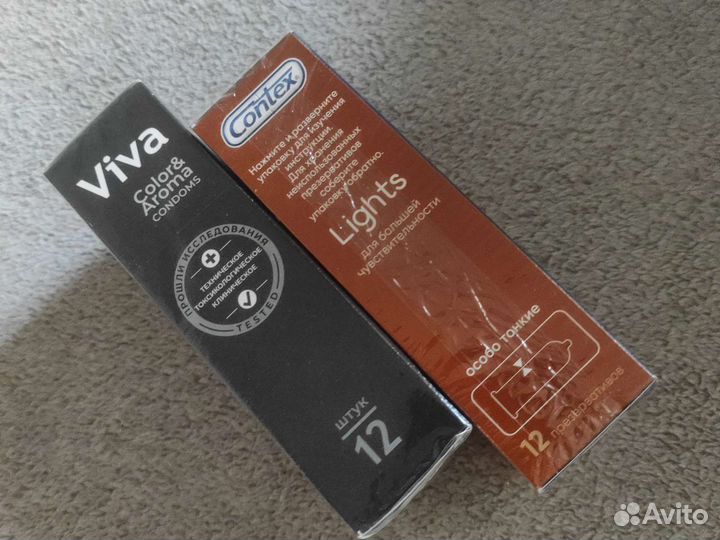 Viva
Color&
Aroma
CONDOMS
ПРОШЛИ ИССЛЕДОВАНИЯ
ТЕХНИЧЕСКОЕ
ТОКСИКОЛОГИЧЕСКОЕ
КЛИНИЧЕСКОЕ
TESTED
ШТУК
12
Contex
Нажмите и разверните
упаковку для изучения
инструкции.
Для хранения
неиспользованных
презервативов
соберите
упаковку обратно.
Lights
для большей
чувствительности
особо тонкие
12 презервативов
Avito